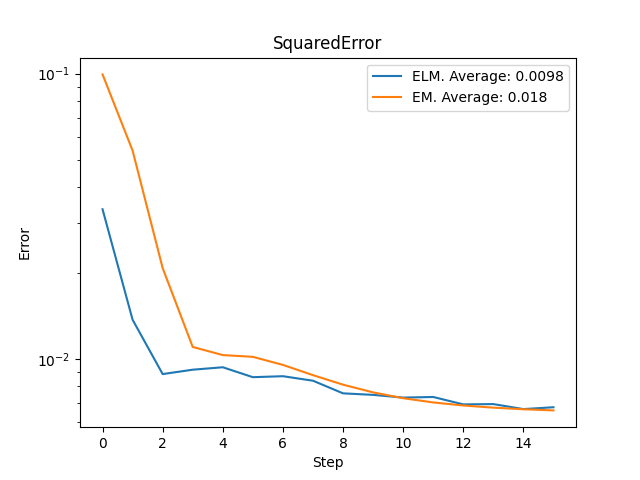 SquaredError
ELM. Average: 0.0098
EM. Average: 0.018
10⁻¹
10⁻²
Error
0 2 4 6 8 10 12 14
Step